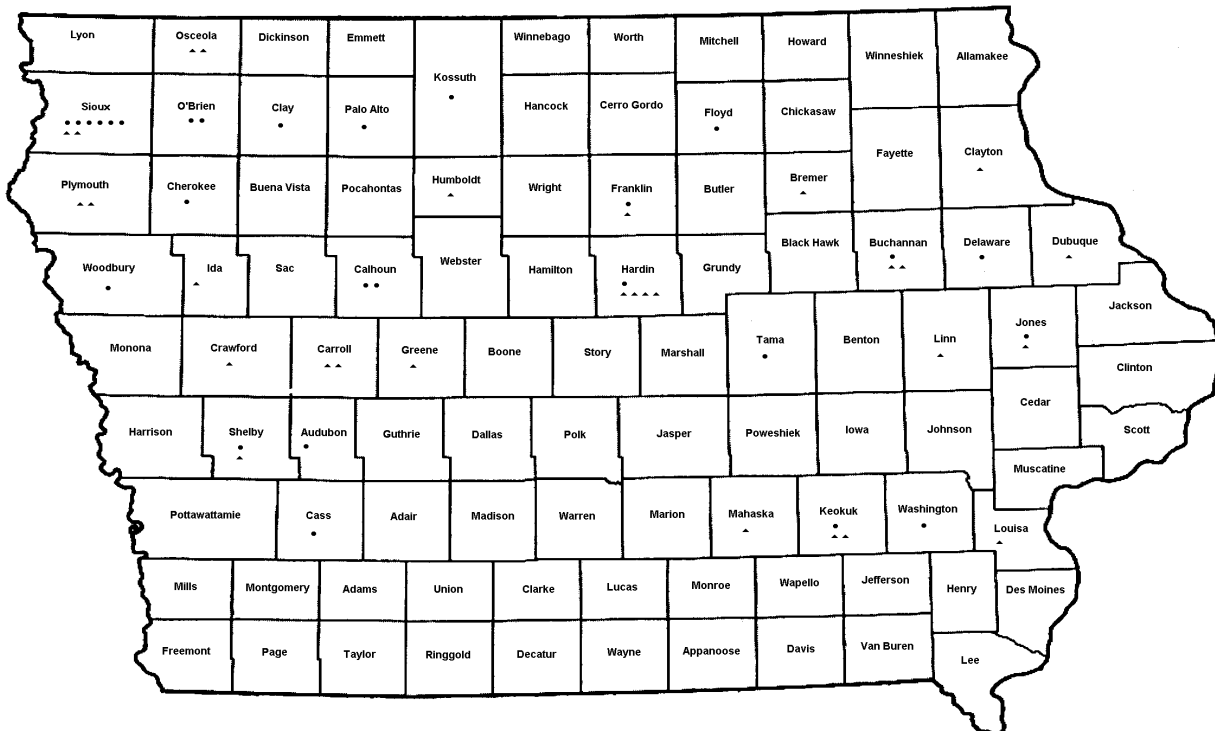 Lyon
Osceola
Dickinson
Emmett
Kossuth
Winnebago
Worth
Mitchell
Howard
Winneshiek
Allamakee
Sioux
O'Brien
Clay
Palo Alto
Hancock
Cerro Gordo
Floyd
Chickasaw
Fayette
Clayton
Plymouth
Cherokee
Buena Vista
Pocahontas
Humboldt
Wright
Franklin
Butler
Bremer
Woodbury
Ida
Sac
Calhoun
Webster
Hamilton
Hardin
Grundy
Black Hawk
Buchannan
Delaware
Dubuque
Jackson
Monona
Crawford
Carroll
Greene
Boone
Story
Marshall
Tama
Benton
Linn
Jones
Clinton
Harrison
Shelby
Audubon
Guthrie
Dallas
Polk
Jasper
Poweshiek
Iowa
Johnson
Cedar
Scott
Muscatine
Pottawattamie
Cass
Adair
Madison
Warren
Marion
Mahaska
Keokuk
Washington
Louisa
Mills
Montgomery
Adams
Union
Clarke
Lucas
Monroe
Wapello
Jefferson
Henry
Des Moines
Freemont
Page
Taylor
Ringgold
Decatur
Wayne
Appanoose
Davis
Van Buren
Lee